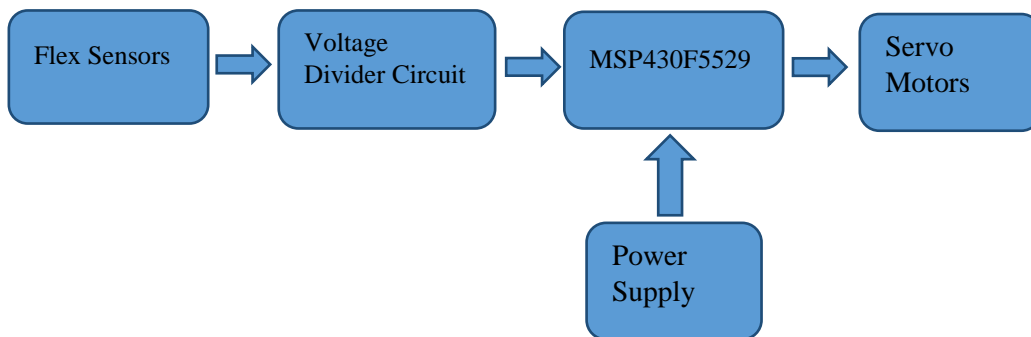 Flex Sensors
Voltage
Divider Circuit
MSP430F5529
Servo
Motors
Power
Supply